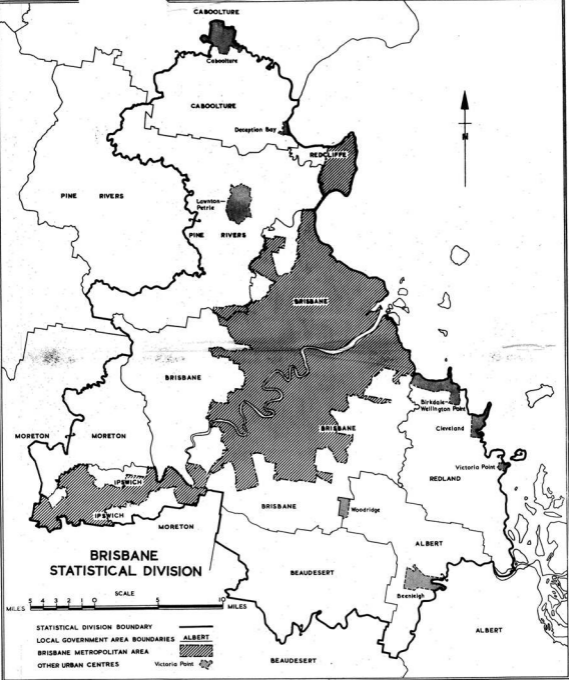 CABOOLTURE
Caboolture
CABOOLTURE
Deception Bay
REDCLIFFE
N
PINE RIVERS
Lawnton—
Petrie
PINE RIVERS
BRISBANE
BRISBANE
Birkdale—
Wellington Point
BRISBANE
Cleveland
MORETON
MORETON
Victoria Point
IPSWICH
REDLAND
BRISBANE
Woodridge
IPSWICH
MORETON
ALBERT
BRISBANE
STATISTICAL DIVISION
BEAUDESERT
Beenleigh
SCALE
MILES 5 4 3 2 1 0 5 10 MILES
STATISTICAL DIVISION BOUNDARY
ALBERT
LOCAL GOVERNMENT AREA BOUNDARIES ALBERT
BRISBANE METROPOLITAN AREA
OTHER URBAN CENTRES Victoria Point
BEAUDESERT